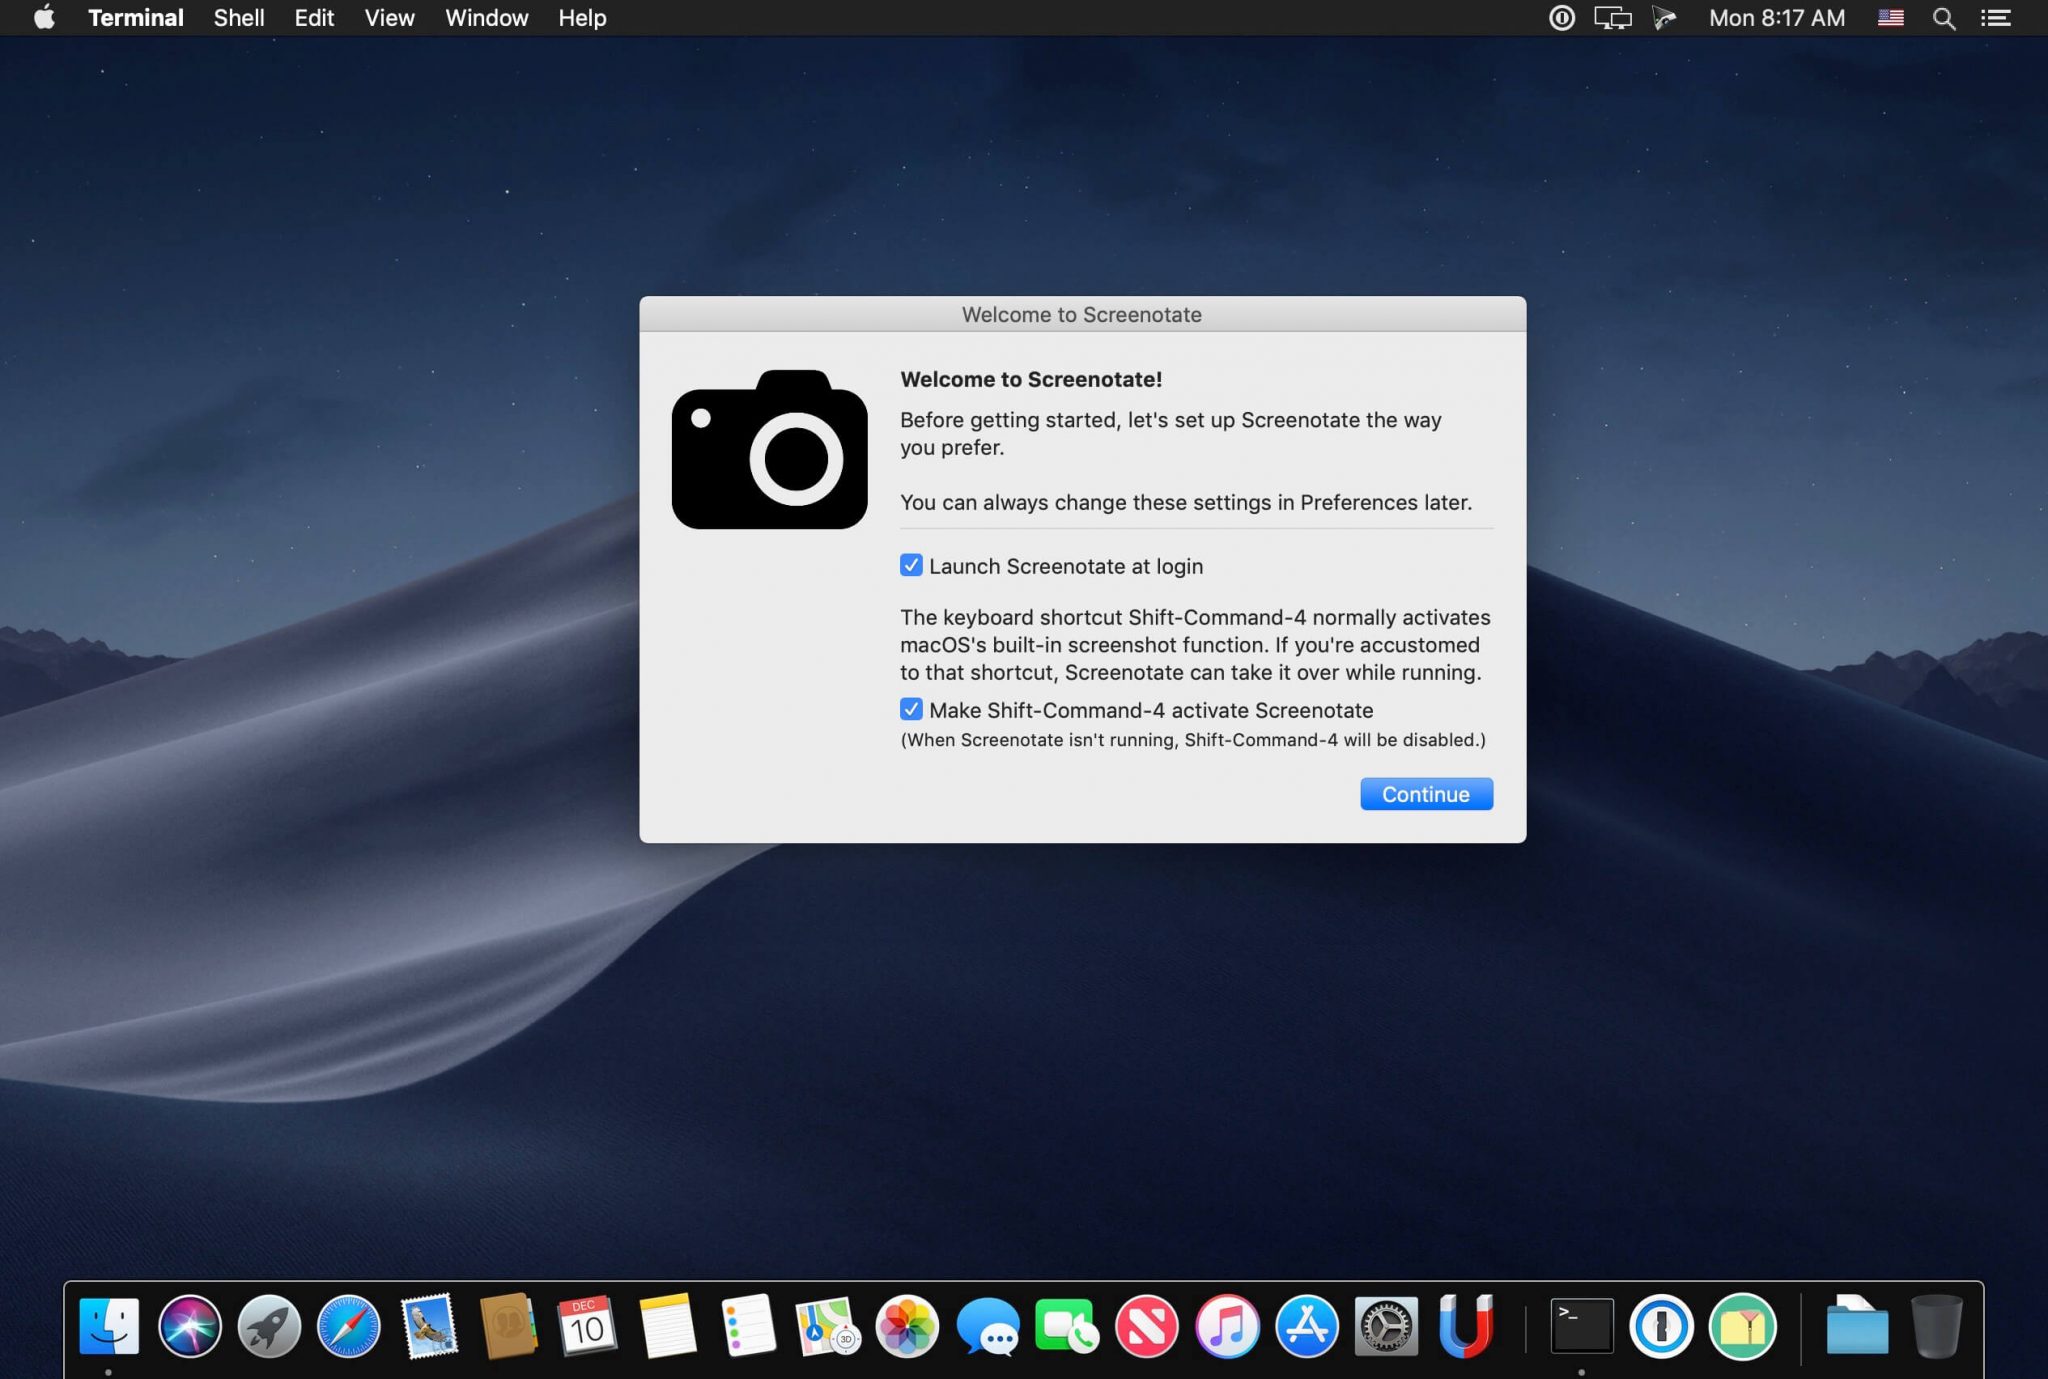 Terminal Shell Edit View Window Help Mon 8:17 AM
Welcome to Screenotate
Welcome to Screenotate!
Before getting started, let's set up Screenotate the way
you prefer.
You can always change these settings in Preferences later.
Launch Screenotate at login
The keyboard shortcut Shift-Command-4 normally activates
macOS's built-in screenshot function. If you're accustomed
to that shortcut, Screenotate can take it over while running.
Make Shift-Command-4 activate Screenotate
(When Screenotate isn't running, Shift-Command-4 will be disabled.)
Continue
DEC
10
3D
>_